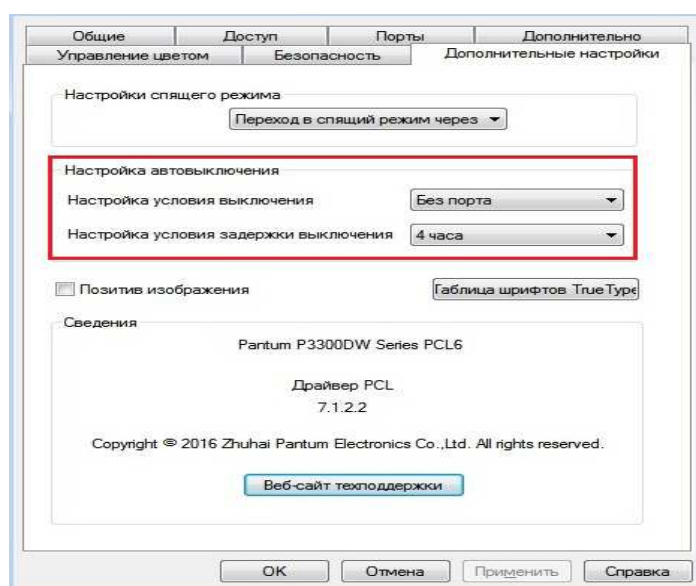 Общие Доступ Порты Дополнительно
Управление цветом Безопасность Дополнительные настройки
Настройки спящего режима
Переход в спящий режим через
Настройка автовыключения
Настройка условия выключения Без порта
Настройка условия задержки выключения 4 часа
Позитив изображения Таблица шрифтов TrueType
Сведения
Pantum P3300DW Series PCL6
Драйвер PCL
7.1.2.2
Copyright © 2016 Zhuhai Pantum Electronics Co.,Ltd. All rights reserved.
Веб-сайт техподдержки
OK Отмена Применить Справка